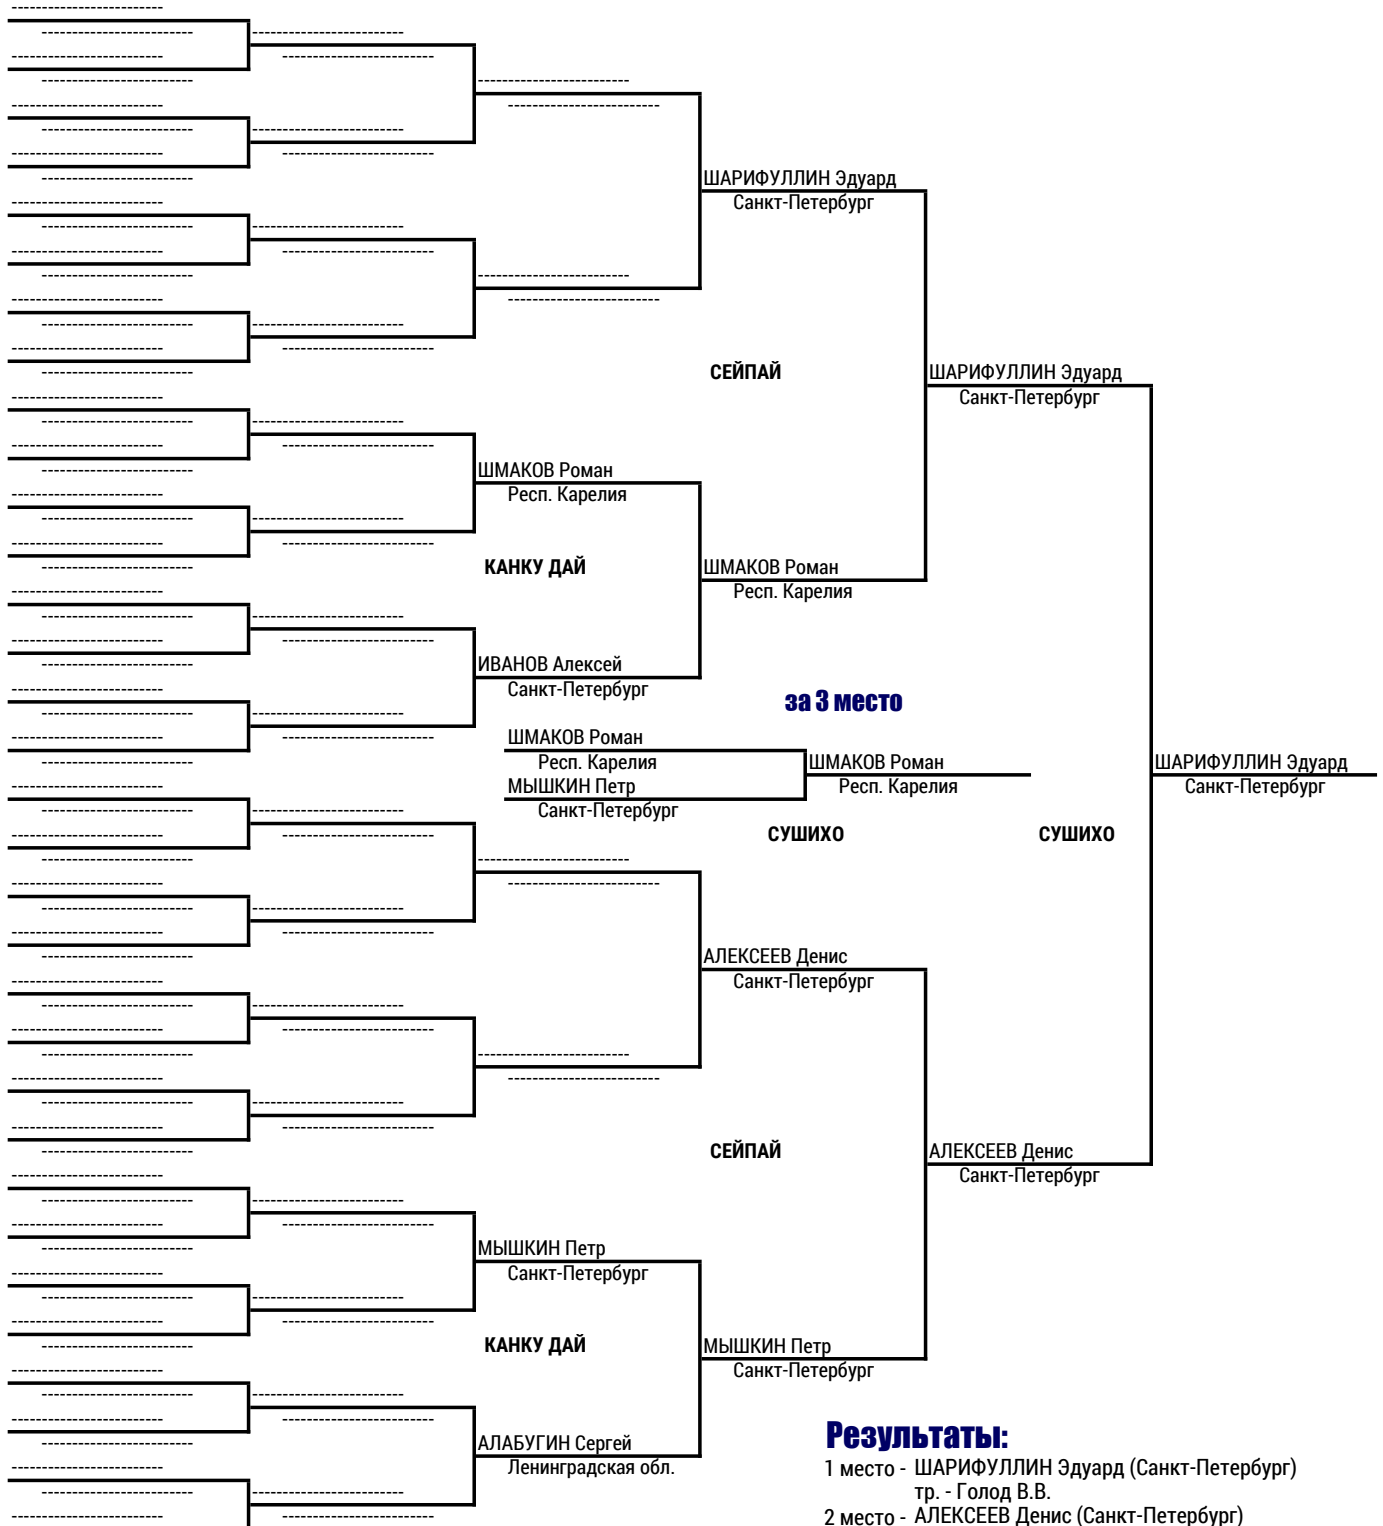 ШАРИФУЛЛИН Эдуард
Санкт-Петербург
СЕЙПАЙ
ШАРИФУЛЛИН Эдуард
Санкт-Петербург
ШМАКОВ Роман
Респ. Карелия
КАНКУ ДАЙ
ШМАКОВ Роман
Респ. Карелия
ИВАНОВ Алексей
Санкт-Петербург
за 3 место
ШМАКОВ Роман
Респ. Карелия
МЫШКИН Петр
Санкт-Петербург
ШМАКОВ Роман
Респ. Карелия
ШАРИФУЛЛИН Эдуард
Санкт-Петербург
СУШИХО
СУШИХО
АЛЕКСЕЕВ Денис
Санкт-Петербург
СЕЙПАЙ
АЛЕКСЕЕВ Денис
Санкт-Петербург
МЫШКИН Петр
Санкт-Петербург
КАНКУ ДАЙ
МЫШКИН Петр
Санкт-Петербург
АЛАБУГИН Сергей
Ленинградская обл.
Результаты:
1 место - ШАРИФУЛЛИН Эдуард (Санкт-Петербург)
тр. - Голод В.В.
2 место - АЛЕКСЕЕВ Денис (Санкт-Петербург)